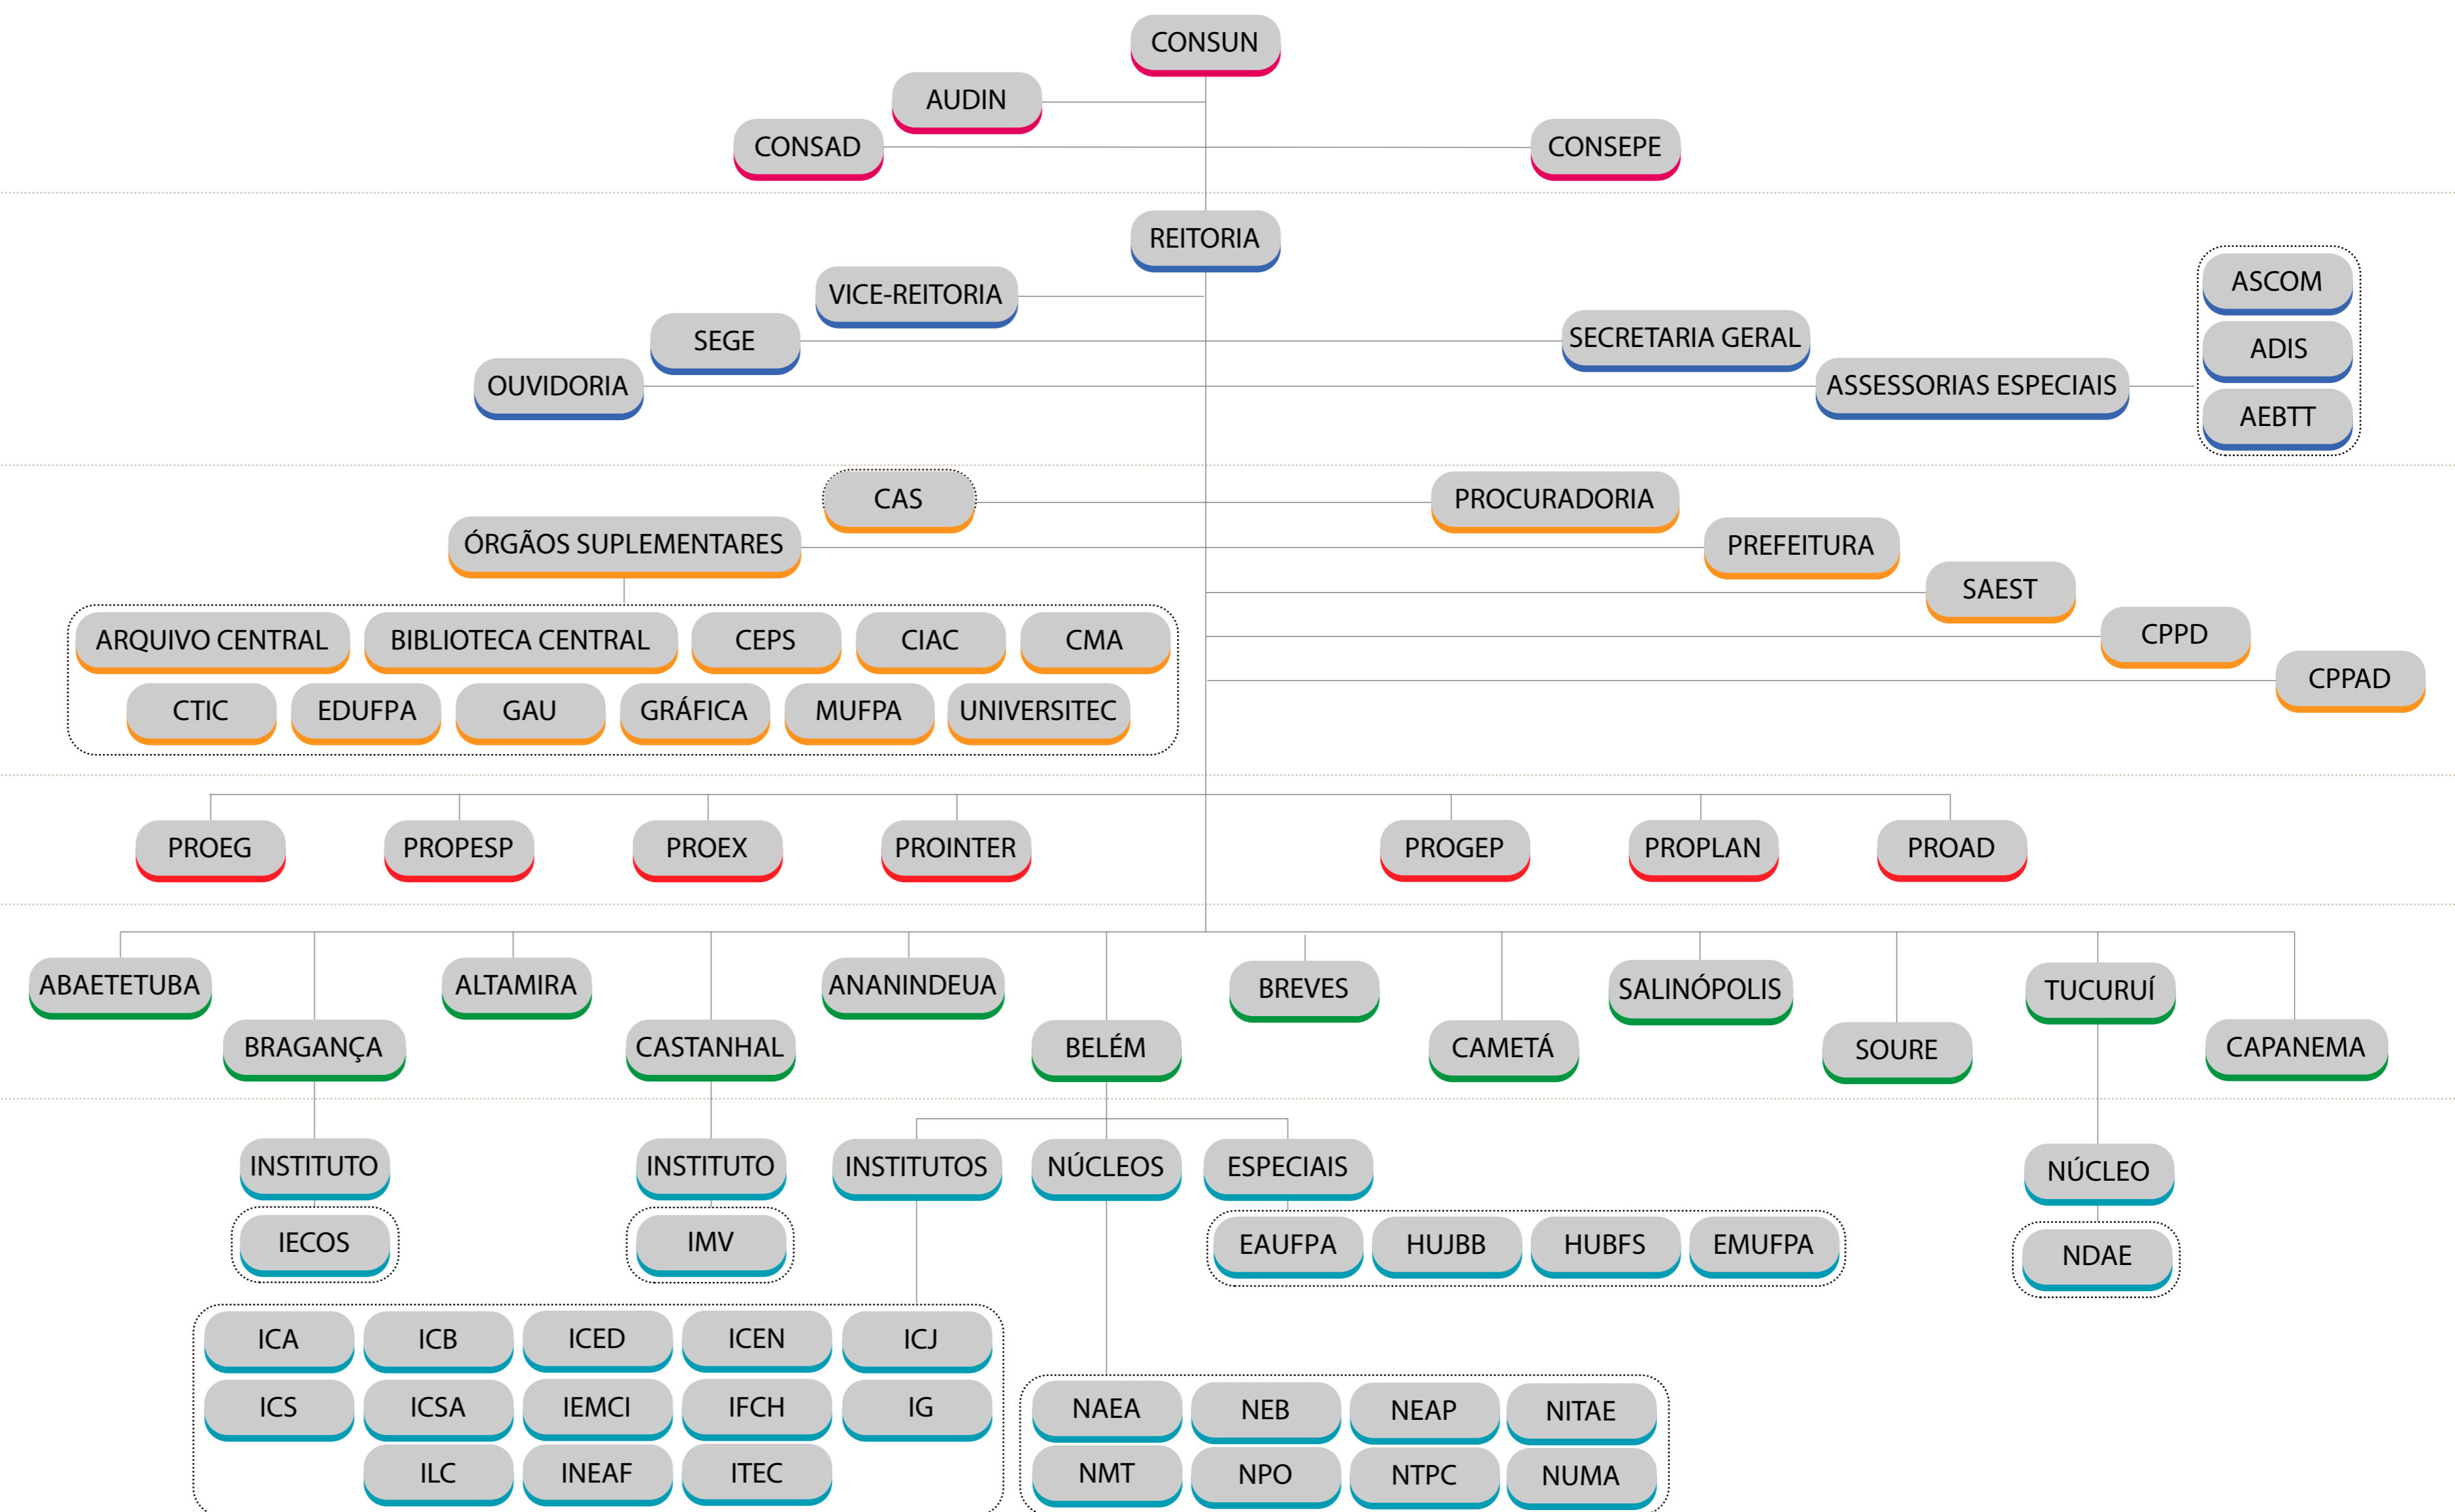 CONSUN
AUDIN
CONSAD
CONSEPE
REITORIA
VICE-REITORIA
SEGE
SECRETARIA GERAL
OUVIDORIA
ASSESSORIAS ESPECIAIS
ASCOM
ADIS
AEBTT
CAS
PROCURADORIA
ÓRGÃOS SUPLEMENTARES
PREFEITURA
SAEST
CPPD
CPPAD
ARQUIVO CENTRAL
BIBLIOTECA CENTRAL
CEPS
CIAC
CMA
CTIC
EDUFPA
GAU
GRÁFICA
MUFPA
UNIVERSITEC
PROEG
PROPESP
PROEX
PROINTER
PROGEP
PROPLAN
PROAD
ABAETETUBA
ALTAMIRA
ANANINDEUA
BREVES
SALINÓPOLIS
TUCURUÍ
BRAGANÇA
CASTANHAL
BELÉM
CAMETÁ
SOURE
CAPANEMA
INSTITUTO
INSTITUTO
INSTITUTOS
NÚCLEOS
ESPECIAIS
NÚCLEO
IECOS
IMV
EAUFPA
HUJBB
HUBFS
EMUFPA
NDAE
ICA
ICB
ICED
ICEN
ICJ
ICS
ICSA
IEMCI
IFCH
IG
ILC
INEAF
ITEC
NAEA
NEB
NEAP
NITAE
NMT
NPO
NTPC
NUMA